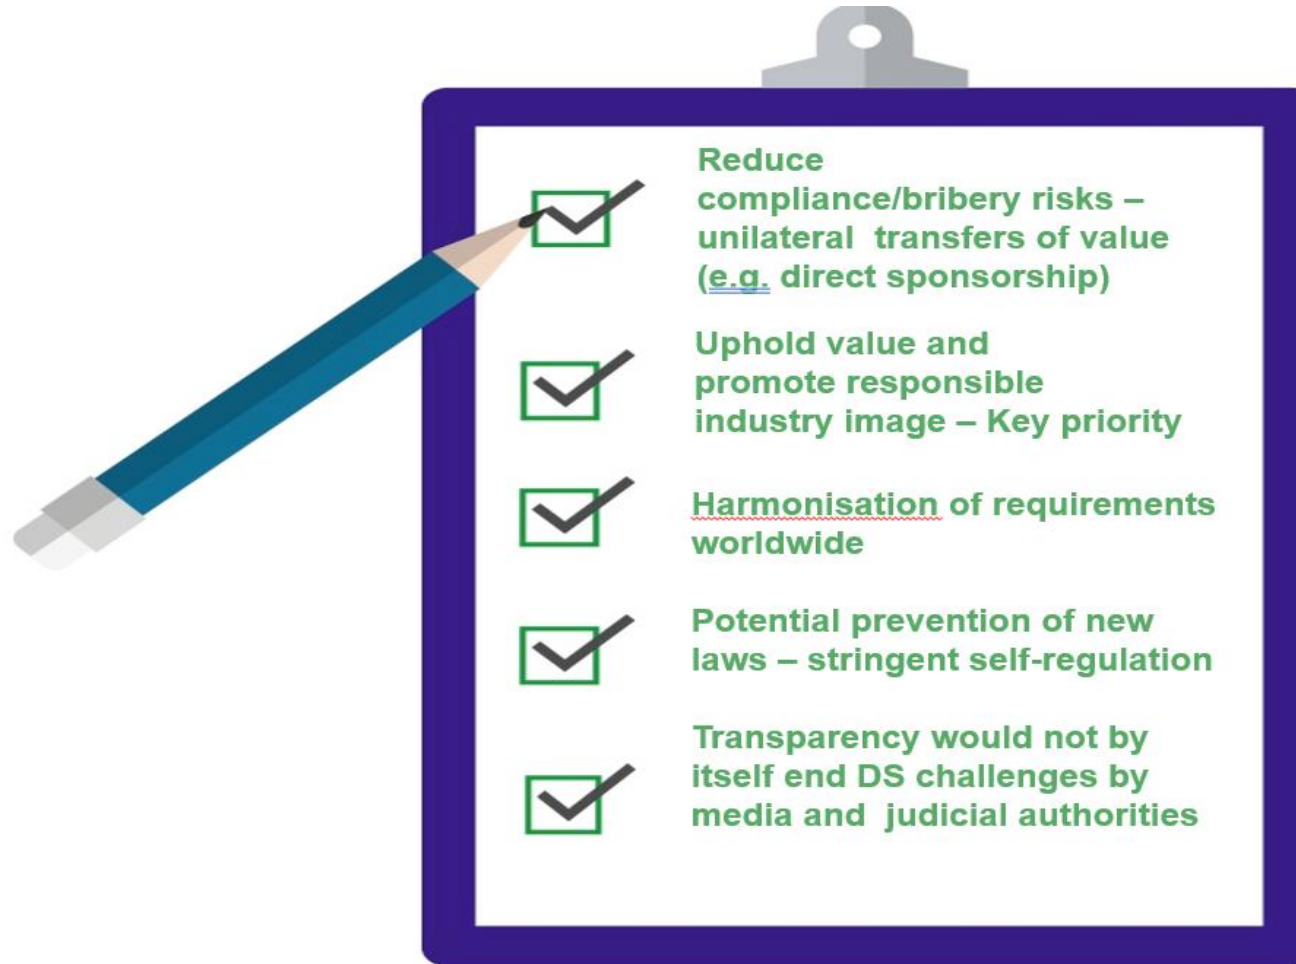 Reduce
compliance/bribery risks –
unilateral  transfers of value
(e.g. direct sponsorship)
Uphold value and
promote responsible
industry image – Key priority
Harmonisation of requirements
worldwide
Potential prevention of new
laws – stringent self-regulation
Transparency would not by
itself end DS challenges by
media and  judicial authorities